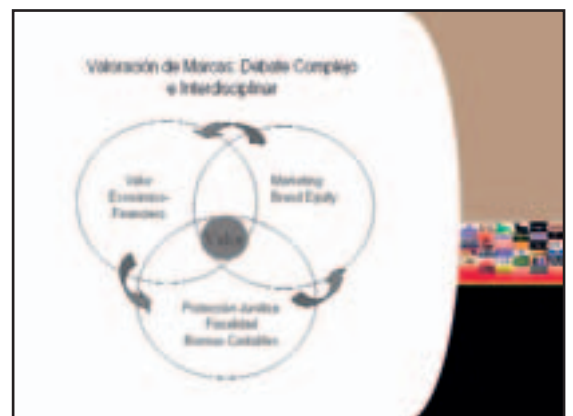 Valoración de Marcas: Debate Complejo
e Interdisciplinar
Valor
Económico-
Financiero
Marketing
Brand Equity
Valor
Protección Jurídica
Fiscalidad
Normas Contables